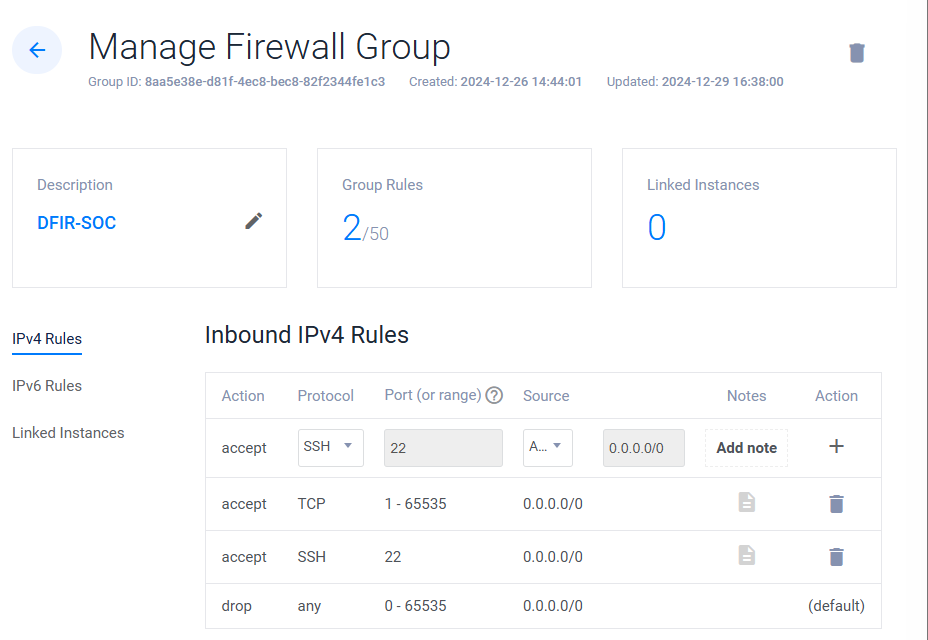 Manage Firewall Group
Group ID: 8aa5e38e-d81f-4ec8-bec8-82f2344fe1c3 Created: 2024-12-26 14:44:01 Updated: 2024-12-29 16:38:00
Description Group Rules Linked Instances
DFIR-SOC 2/50 0
IPv4 Rules
IPv6 Rules
Linked Instances
Inbound IPv4 Rules
Action Protocol Port (or range) ? Source Notes Action
accept SSH 22 A... 0.0.0.0/0 Add note +
accept TCP 1 - 65535 0.0.0.0/0
accept SSH 22 0.0.0.0/0
drop any 0 - 65535 0.0.0.0/0 (default)